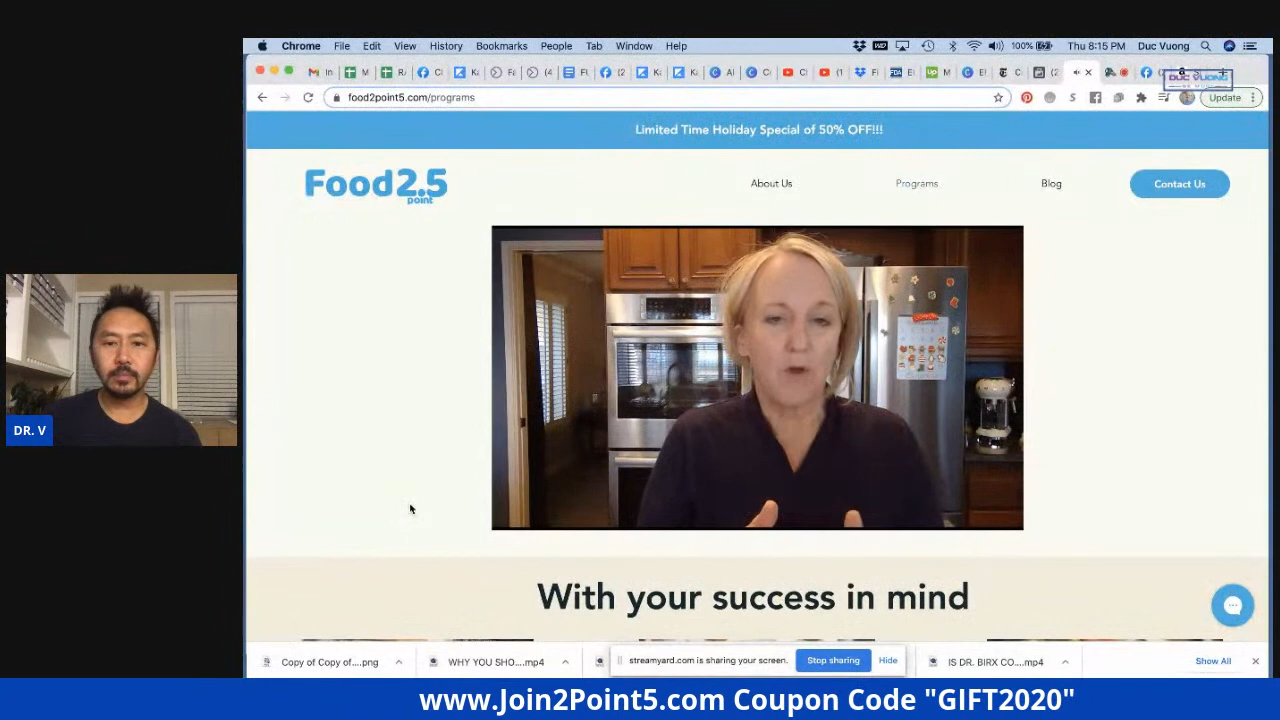 Chrome File Edit View History Bookmarks People Tab Window Help 100% Thu 8:15 PM Duc Vuong
food2point5.com/programs Update
DUC VUONG
Limited Time Holiday Special of 50% OFF!!!
Food2.5
point
About Us Programs Blog Contact Us
DR. V
With your success in mind
Copy of Copy of....png WHY YOU SHO....mp4 streamyard.com is sharing your screen. Stop sharing Hide IS DR. BIRX CO....mp4 Show All
www.Join2Point5.com Coupon Code "GIFT2020"